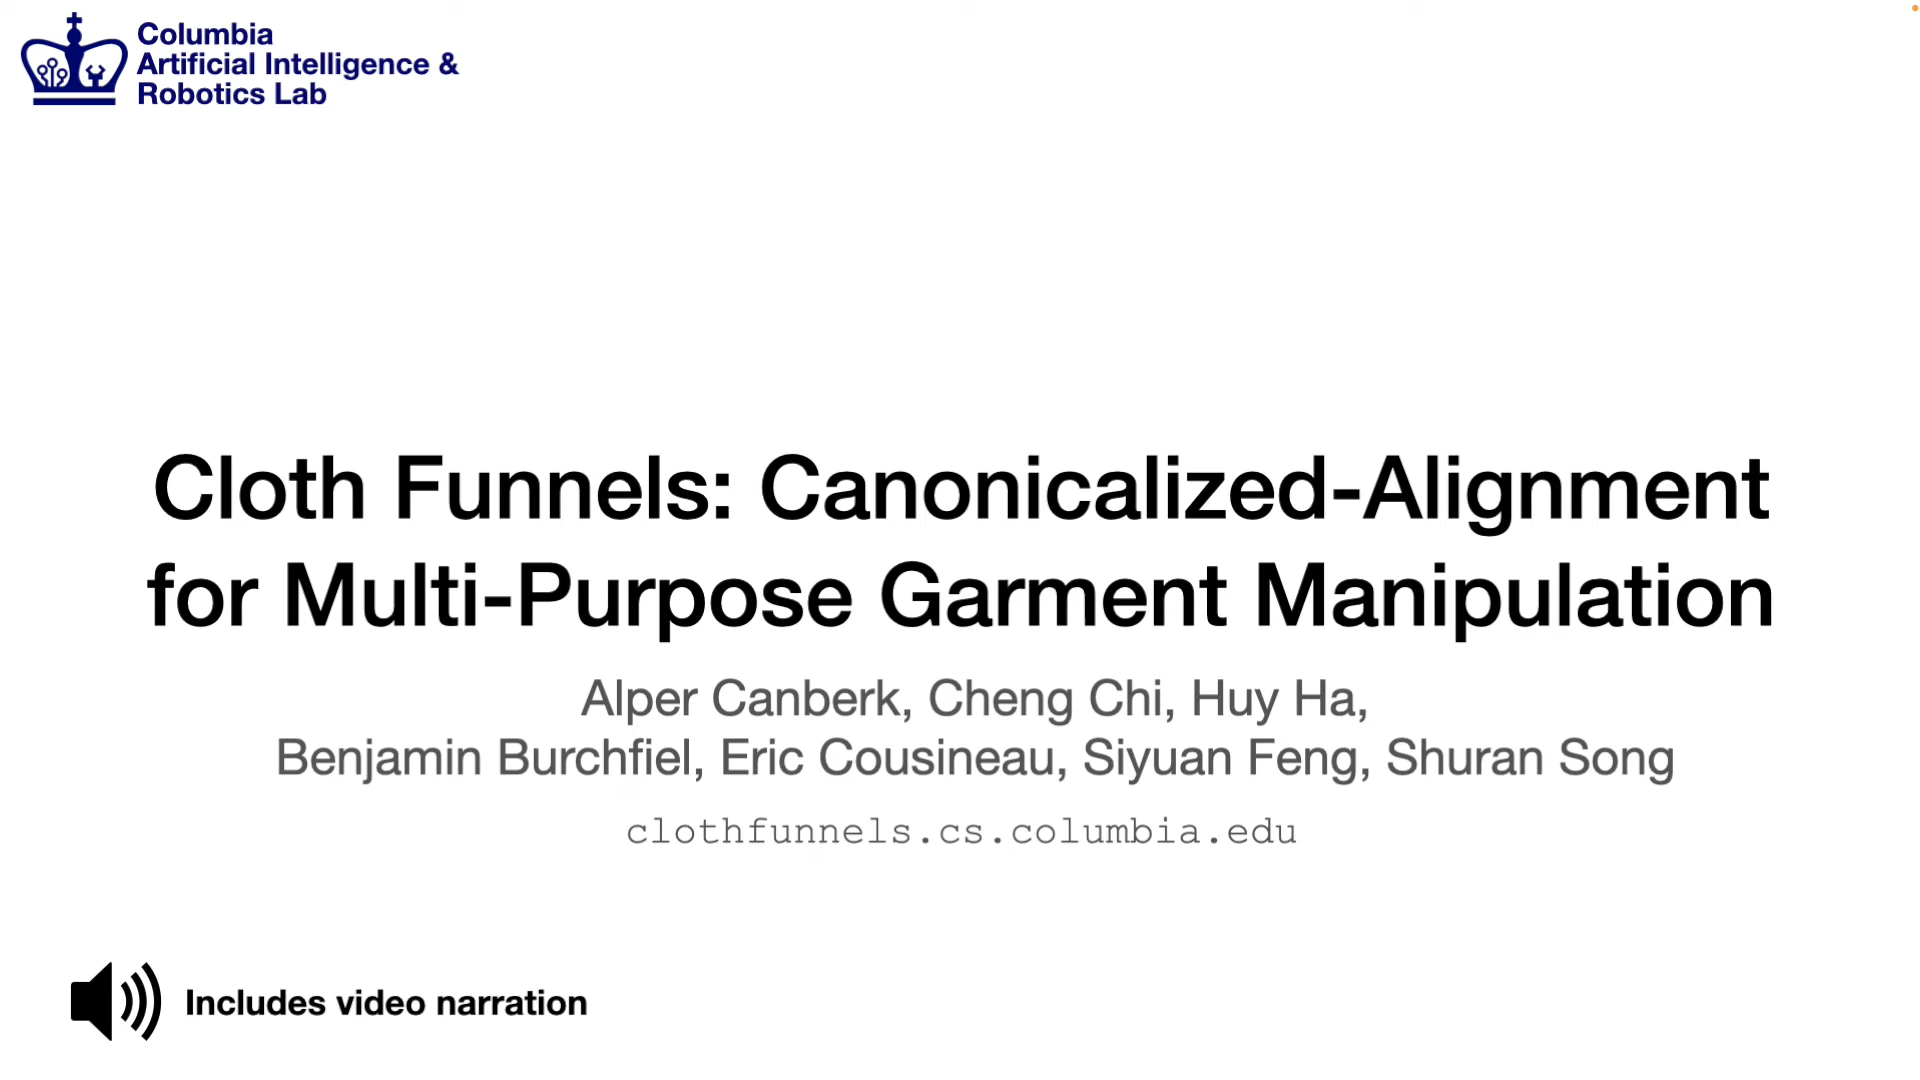 Columbia
Artificial Intelligence &
Robotics Lab
Cloth Funnels: Canonicalized-Alignment
for Multi-Purpose Garment Manipulation
Alper Canberk, Cheng Chi, Huy Ha,
Benjamin Burchfiel, Eric Cousineau, Siyuan Feng, Shuran Song
clothfunnels.cs.columbia.edu
Includes video narration